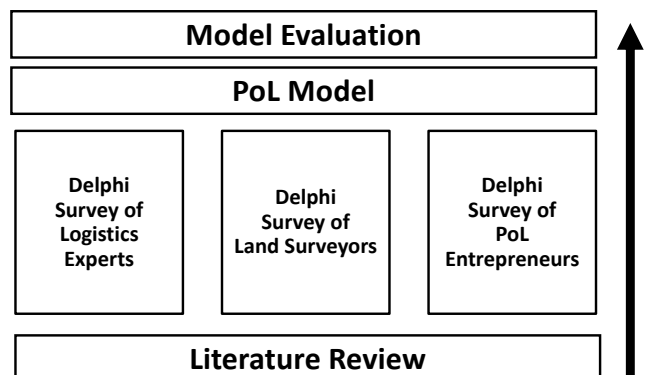 Model Evaluation
PoL Model
Delphi
Survey of
Logistics
Experts
Delphi
Survey of
Land Surveyors
Delphi
Survey of
PoL
Entrepreneurs
Literature Review